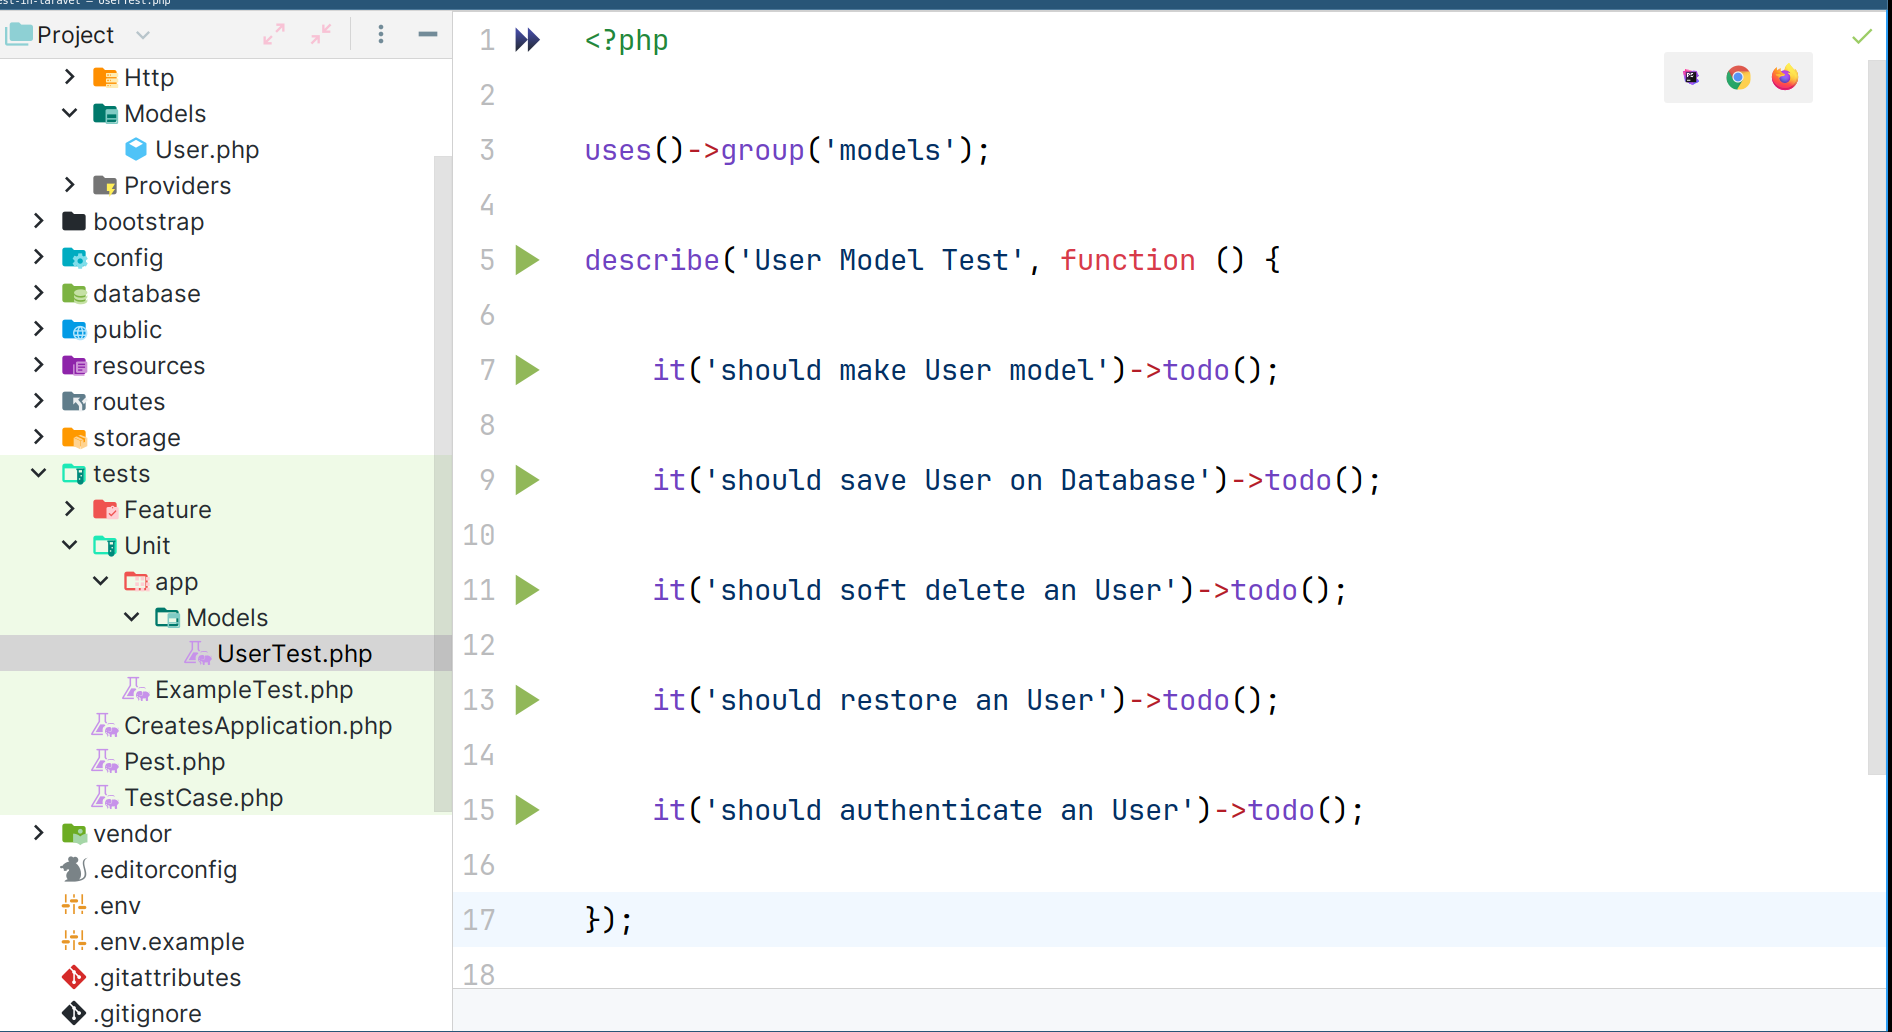 UserTest.php
Project
Http
Models
User.php
Providers
bootstrap
config
database
public
resources
routes
storage
tests
Feature
Unit
app
Models
UserTest.php
ExampleTest.php
CreatesApplication.php
Pest.php
TestCase.php
vendor
.editorconfig
.env
.env.example
.gitattributes
.gitignore
1 <?php
2
3 uses()->group('models');
4
5 describe('User Model Test', function () {
6
7 it('should make User model')->todo();
8
9 it('should save User on Database')->todo();
10
11 it('should soft delete an User')->todo();
12
13 it('should restore an User')->todo();
14
15 it('should authenticate an User')->todo();
16
17 });
18